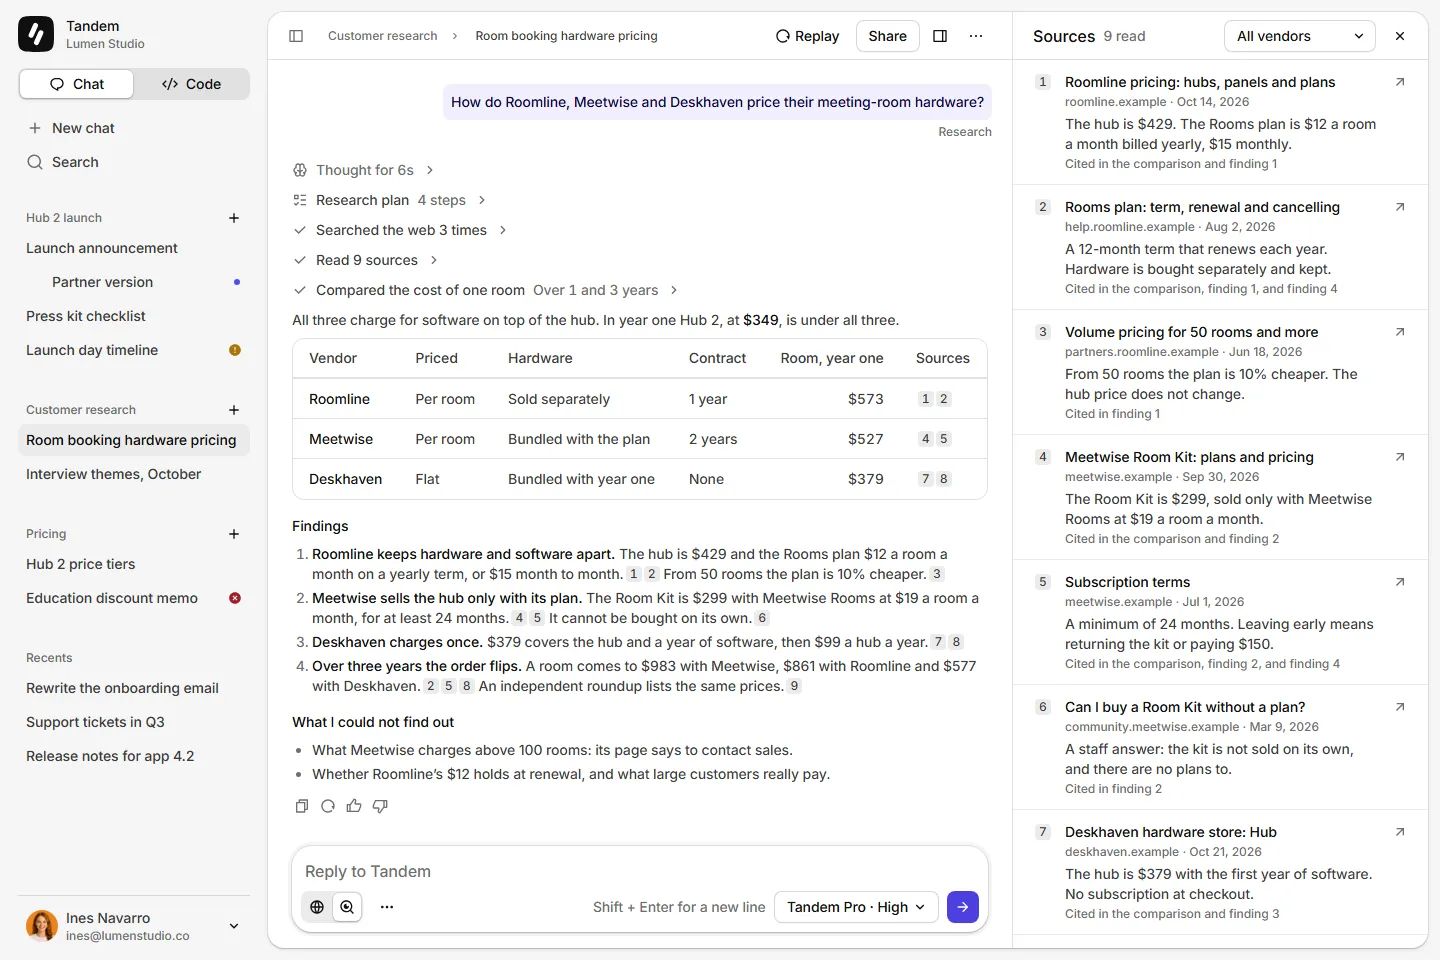 Tandem
Lumen Studio
Chat
Code
New chat
Search
Hub 2 launch
Launch announcement
Partner version
Press kit checklist
Launch day timeline
Customer research
Room booking hardware pricing
Interview themes, October
Pricing
Hub 2 price tiers
Education discount memo
Recents
Rewrite the onboarding email
Support tickets in Q3
Release notes for app 4.2
Ines Navarro
ines@lumenstudio.co
Customer research
Room booking hardware pricing
Replay
Share
How do Roomline, Meetwise and Deskhaven price their meeting-room hardware?
Research
Thought for 6s
Research plan 4 steps
Searched the web 3 times
Read 9 sources
Compared the cost of one room Over 1 and 3 years
All three charge for software on top of the hub. In year one Hub 2, at $349, is under all three.
Vendor Priced Hardware Contract Room, year one Sources
Roomline Per room Sold separately 1 year $573 1 2
Meetwise Per room Bundled with the plan 2 years $527 4 5
Deskhaven Flat Bundled with year one None $379 7 8
Findings
1. Roomline keeps hardware and software apart. The hub is $429 and the Rooms plan $12 a room a
month on a yearly term, or $15 month to month. 1 2 From 50 rooms the plan is 10% cheaper. 3
2. Meetwise sells the hub only with its plan. The Room Kit is $299 with Meetwise Rooms at $19 a room a
month, for at least 24 months. 4 5 It cannot be bought on its own. 6
3. Deskhaven charges once. $379 covers the hub and a year of software, then $99 a hub a year. 7 8
4. Over three years the order flips. A room comes to $983 with Meetwise, $861 with Roomline and $577
with Deskhaven. 2 5 8 An independent roundup lists the same prices. 9
What I could not find out
• What Meetwise charges above 100 rooms: its page says to contact sales.
• Whether Roomline’s $12 holds at renewal, and what large customers really pay.
Reply to Tandem
Shift + Enter for a new line
Tandem Pro · High
Sources 9 read
All vendors
1 Roomline pricing: hubs, panels and plans
roomline.example · Oct 14, 2026
The hub is $429. The Rooms plan is $12 a room
a month billed yearly, $15 monthly.
Cited in the comparison and finding 1
2 Rooms plan: term, renewal and cancelling
help.roomline.example · Aug 2, 2026
A 12-month term that renews each year.
Hardware is bought separately and kept.
Cited in the comparison, finding 1, and finding 4
3 Volume pricing for 50 rooms and more
partners.roomline.example · Jun 18, 2026
From 50 rooms the plan is 10% cheaper. The
hub price does not change.
Cited in finding 1
4 Meetwise Room Kit: plans and pricing
meetwise.example · Sep 30, 2026
The Room Kit is $299, sold only with Meetwise
Rooms at $19 a room a month.
Cited in the comparison and finding 2
5 Subscription terms
meetwise.example · Jul 1, 2026
A minimum of 24 months. Leaving early means
returning the kit or paying $150.
Cited in the comparison, finding 2, and finding 4
6 Can I buy a Room Kit without a plan?
community.meetwise.example · Mar 9, 2026
A staff answer: the kit is not sold on its own,
and there are no plans to.
Cited in finding 2
7 Deskhaven hardware store: Hub
deskhaven.example · Oct 21, 2026
The hub is $379 with the first year of software.
No subscription at checkout.
Cited in the comparison and finding 3